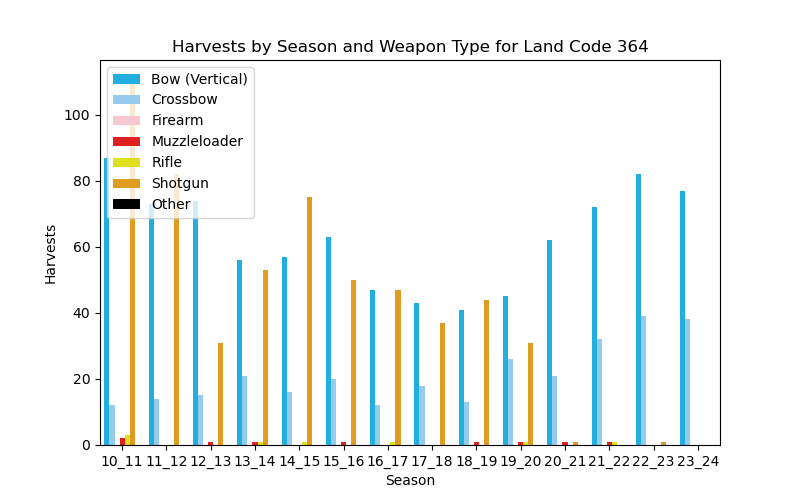 Harvests by Season and Weapon Type for Land Code 364
Bow (Vertical)
Crossbow
Firearm
Muzzleloader
Rifle
Shotgun
Other
100
80
60
40
20
0
Harvests
10_11 11_12 12_13 13_14 14_15 15_16 16_17 17_18 18_19 19_20 20_21 21_22 22_23 23_24
Season